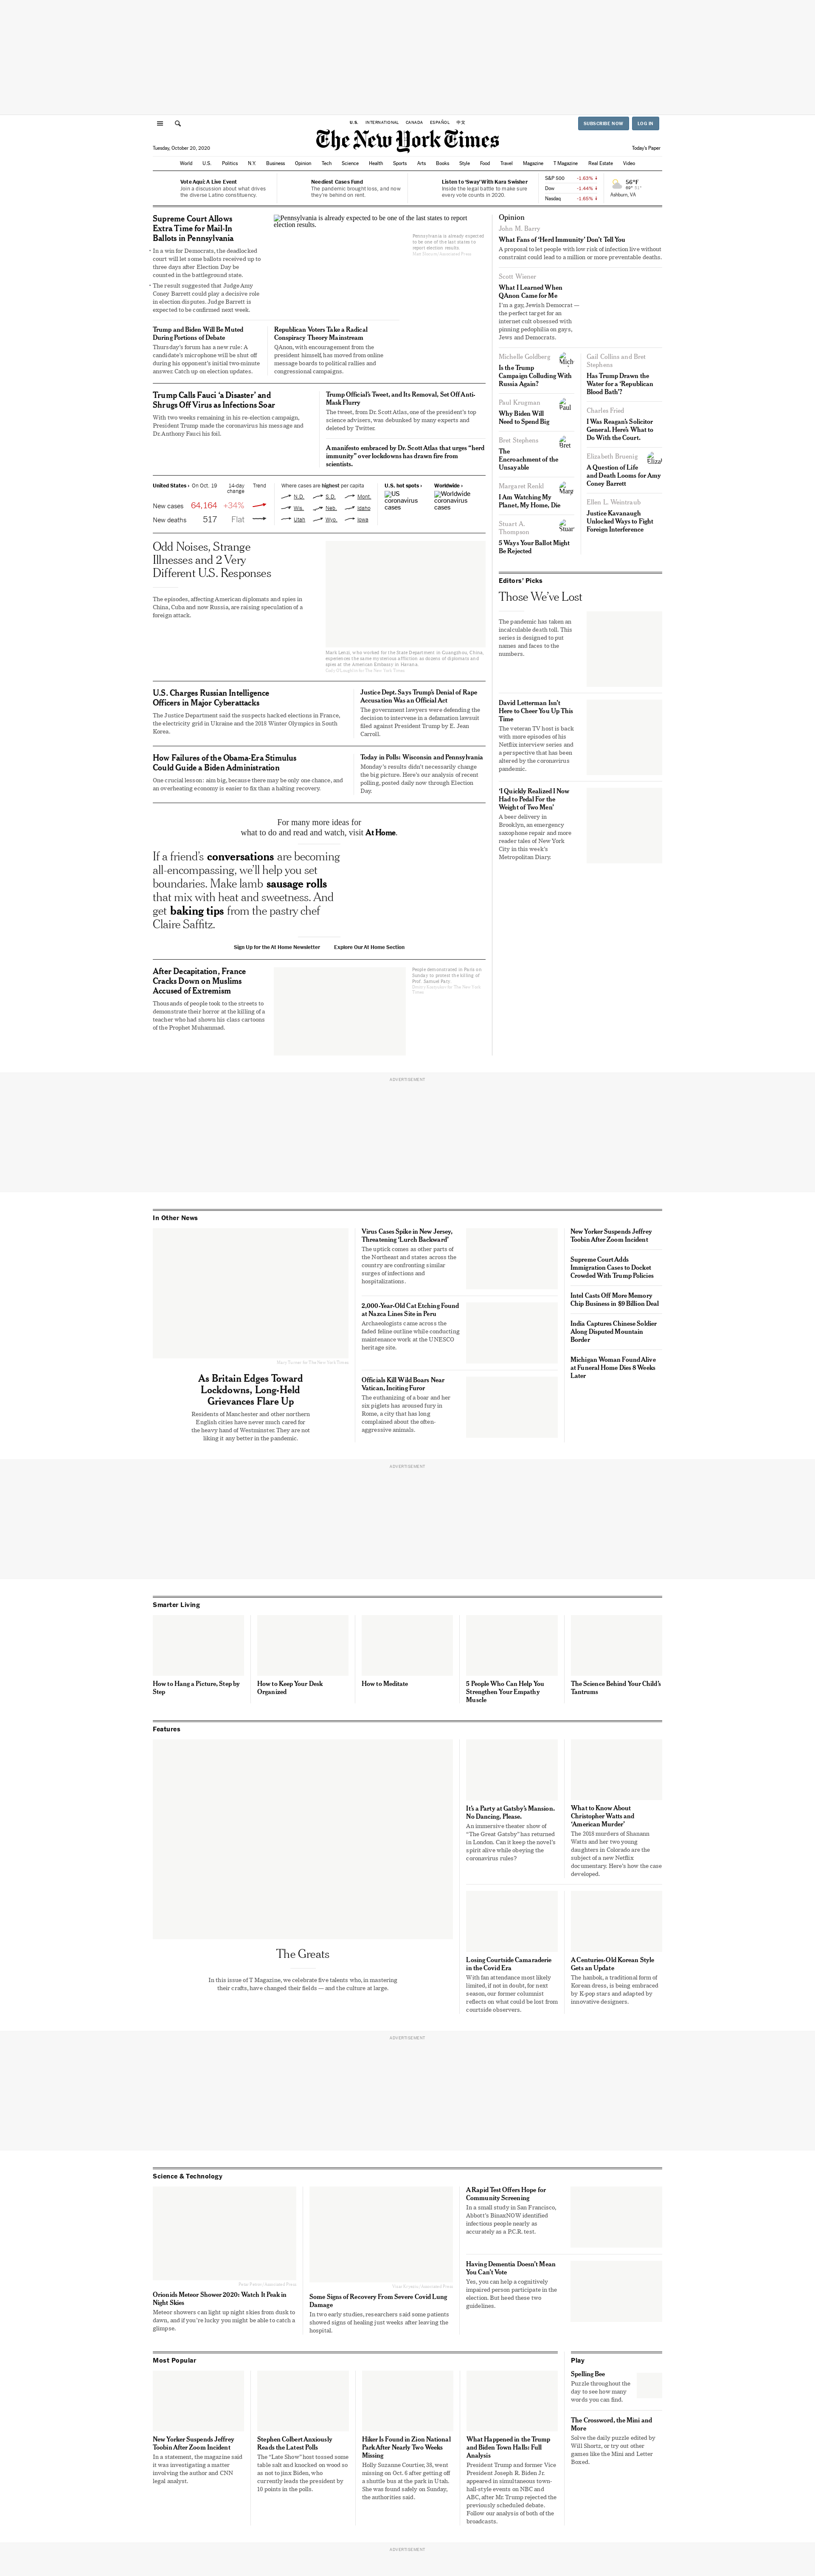 U.S.
INTERNATIONAL
CANADA
ESPAÑOL
中文
SUBSCRIBE NOW
LOG IN
The New York Times
Tuesday, October 20, 2020
Today's Paper
World U.S. Politics N.Y. Business Opinion Tech Science Health Sports Arts Books Style Food Travel Magazine T Magazine Real Estate Video
Vote Aquí: A Live Event
Join a discussion about what drives
the diverse Latino constituency.
Neediest Cases Fund
The pandemic brought loss, and now
they're behind on rent.
Listen to 'Sway' With Kara Swisher
Inside the legal battle to make sure
every vote counts in 2020.
S&P 500 -1.63% ↓
Dow -1.44% ↓
Nasdaq -1.65% ↓
56°F
Ashburn, VA
Supreme Court Allows
Extra Time for Mail-In
Ballots in Pennsylvania
• In a win for Democrats, the deadlocked
court will let some ballots received up to
three days after Election Day be
counted in the battleground state.
• The result suggested that Judge Amy
Coney Barrett could play a decisive role
in election disputes. Judge Barrett is
expected to be confirmed next week.
Pennsylvania is already expected to be one of the last states to report
election results.
Pennsylvania is already expected
to be one of the last states to
report election results.
Trump and Biden Will Be Muted
During Portions of Debate
Thursday's forum has a new rule: A
candidate's microphone will be shut off
during his opponent's initial two-minute
answer. Catch up on election updates.
Republican Voters Take a Radical
Conspiracy Theory Mainstream
QAnon, with encouragement from the
president himself, has moved from online
message boards to political rallies and
congressional campaigns.
Trump Calls Fauci 'a Disaster' and
Shrugs Off Virus as Infections Soar
With two weeks remaining in his re-election campaign,
President Trump made the coronavirus his message and
Dr. Anthony Fauci his foil.
Trump Official's Tweet, and Its Removal, Set Off Anti-
Mask Flurry
The tweet, from Dr. Scott Atlas, one of the president's top
science advisers, was debunked by many experts and
deleted by Twitter.
A manifesto embraced by Dr. Scott Atlas that urges "herd
immunity" over lockdowns has drawn fire from
scientists.
United States › On Oct. 19 14-day
change Trend
New cases 64,164 +34%
New deaths 517 Flat
Where cases are highest per capita
N.D. S.D. Mont.
Wis. Neb. Idaho
Utah Wyo. Iowa
U.S. hot spots ›
US
coronavirus
cases
Worldwide ›
Worldwide
coronavirus
cases
Odd Noises, Strange
Illnesses and 2 Very
Different U.S. Responses
The episodes, affecting American diplomats and spies in
China, Cuba and now Russia, are raising speculation of a
foreign attack.
Mark Lenzi, who worked for the State Department in Guangzhou, China,
experienced the same mysterious affliction as dozens of diplomats and
spies at the American Embassy in Havana.
U.S. Charges Russian Intelligence
Officers in Major Cyberattacks
The Justice Department said the suspects hacked elections in France,
the electricity grid in Ukraine and the 2018 Winter Olympics in South
Korea.
Justice Dept. Says Trump's Denial of Rape
Accusation Was an Official Act
The government lawyers were defending the
decision to intervene in a defamation lawsuit
filed against President Trump by E. Jean
Carroll.
How Failures of the Obama-Era Stimulus
Could Guide a Biden Administration
One crucial lesson: aim big, because there may be only one chance, and
an overheating economy is easier to fix than a halting recovery.
Today in Polls: Wisconsin and Pennsylvania
Monday's results didn't necessarily change
the big picture. Here's our analysis of recent
polling, posted daily now through Election
Day.
For many more ideas for
what to do and read and watch, visit At Home.
If a friend's conversations are becoming
all-encompassing, we'll help you set
boundaries. Make lamb sausage rolls
that mix with heat and sweetness. And
get baking tips from the pastry chef
Claire Saffitz.
Sign Up for the At Home Newsletter
Explore Our At Home Section
After Decapitation, France
Cracks Down on Muslims
Accused of Extremism
Thousands of people took to the streets to
demonstrate their horror at the killing of a
teacher who had shown his class cartoons
of the Prophet Muhammad.
People demonstrated in Paris on
Sunday to protest the killing of
Prof. Samuel Paty.
Opinion
John M. Barry
What Fans of 'Herd Immunity' Don't Tell You
A proposal to let people with low risk of infection live without
constraint could lead to a million or more preventable deaths.
Scott Wiener
What I Learned When
QAnon Came for Me
I'm a gay, Jewish Democrat —
the perfect target for an
internet cult obsessed with
pinning pedophilia on gays,
Jews and Democrats.
Michelle Goldberg
Is the Trump
Campaign Colluding With
Russia Again?
Paul Krugman
Why Biden Will
Need to Spend Big
Bret Stephens
The
Encroachment of the
Unsayable
Margaret Renkl
I Am Watching My
Planet, My Home, Die
Stuart A.
Thompson
5 Ways Your Ballot Might
Be Rejected
Gail Collins and Bret
Stephens
Has Trump Drawn the
Water for a 'Republican
Blood Bath'?
Charles Fried
I Was Reagan's Solicitor
General. Here's What to
Do With the Court.
Elizabeth Bruenig
A Question of Life
and Death Looms for Amy
Coney Barrett
Ellen L. Weintraub
Justice Kavanaugh
Unlocked Ways to Fight
Foreign Interference
Editors' Picks
Those We've Lost
The pandemic has taken an
incalculable death toll. This
series is designed to put
names and faces to the
numbers.
David Letterman Isn't
Here to Cheer You Up This
Time
The veteran TV host is back
with more episodes of his
Netflix interview series and
a perspective that has been
altered by the coronavirus
pandemic.
'I Quickly Realized I Now
Had to Pedal For the
Weight of Two Men'
A beer delivery in
Brooklyn, an emergency
saxophone repair and more
reader tales of New York
City in this week's
Metropolitan Diary.
ADVERTISEMENT
In Other News
As Britain Edges Toward
Lockdowns, Long-Held
Grievances Flare Up
Residents of Manchester and other northern
English cities have never much cared for
the heavy hand of Westminster. They are not
liking it any better in the pandemic.
Virus Cases Spike in New Jersey,
Threatening 'Lurch Backward'
The uptick comes as other parts of
the Northeast and states across the
country are confronting similar
surges of infections and
hospitalizations.
2,000-Year-Old Cat Etching Found
at Nazca Lines Site in Peru
Archaeologists came across the
faded feline outline while conducting
maintenance work at the UNESCO
heritage site.
Officials Kill Wild Boars Near
Vatican, Inciting Furor
The euthanizing of a boar and her
six piglets has aroused fury in
Rome, a city that has long
complained about the often-
aggressive animals.
New Yorker Suspends Jeffrey
Toobin After Zoom Incident
Supreme Court Adds
Immigration Cases to Docket
Crowded With Trump Policies
Intel Casts Off More Memory
Chip Business in $9 Billion Deal
India Captures Chinese Soldier
Along Disputed Mountain
Border
Michigan Woman Found Alive
at Funeral Home Dies 8 Weeks
Later
ADVERTISEMENT
Smarter Living
How to Hang a Picture, Step by
Step
How to Keep Your Desk
Organized
How to Meditate
5 People Who Can Help You
Strengthen Your Empathy
Muscle
The Science Behind Your Child's
Tantrums
Features
The Greats
In this issue of T Magazine, we celebrate five talents who, in mastering
their crafts, have changed their fields — and the culture at large.
It's a Party at Gatsby's Mansion.
No Dancing, Please.
An immersive theater show of
"The Great Gatsby" has returned
in London. Can it keep the novel's
spirit alive while obeying the
coronavirus rules?
What to Know About
Christopher Watts and
'American Murder'
The 2018 murders of Shanann
Watts and her two young
daughters in Colorado are the
subject of a new Netflix
documentary. Here's how the case
developed.
Losing Courtside Camaraderie
in the Covid Era
With fan attendance most likely
limited, if not in doubt, for next
season, our former columnist
reflects on what could be lost from
courtside observers.
A Centuries-Old Korean Style
Gets an Update
The hanbok, a traditional form of
Korean dress, is being embraced
by K-pop stars and adapted by
innovative designers.
ADVERTISEMENT
Science & Technology
Orionids Meteor Shower 2020: Watch It Peak in
Night Skies
Meteor showers can light up night skies from dusk to
dawn, and if you're lucky you might be able to catch a
glimpse.
Some Signs of Recovery From Severe Covid Lung
Damage
In two early studies, researchers said some patients
showed signs of healing just weeks after leaving the
hospital.
A Rapid Test Offers Hope for
Community Screening
In a small study in San Francisco,
Abbott's BinaxNOW identified
infectious people nearly as
accurately as a P.C.R. test.
Having Dementia Doesn't Mean
You Can't Vote
Yes, you can help a cognitively
impaired person participate in the
election. But heed these two
guidelines.
Most Popular
New Yorker Suspends Jeffrey
Toobin After Zoom Incident
In a statement, the magazine said
it was investigating a matter
involving the author and CNN
legal analyst.
Stephen Colbert Anxiously
Reads the Latest Polls
The "Late Show" host tossed some
table salt and knocked on wood so
as not to jinx Biden, who
currently leads the president by
10 points in the polls.
Hiker Is Found in Zion National
Park After Nearly Two Weeks
Missing
Holly Suzanne Courtier, 38, went
missing on Oct. 6 after getting off
a shuttle bus at the park in Utah.
She was found safely on Sunday,
the authorities said.
What Happened in the Trump
and Biden Town Halls: Full
Analysis
President Trump and former Vice
President Joseph R. Biden Jr.
appeared in simultaneous town-
hall-style events on NBC and
ABC, after Mr. Trump rejected the
previously scheduled debate.
Follow our analysis of both of the
broadcasts.
Play
Spelling Bee
Puzzle throughout the
day to see how many
words you can find.
The Crossword, the Mini and
More
Solve the daily puzzle edited by
Will Shortz, or try out other
games like the Mini and Letter
Boxed.
ADVERTISEMENT